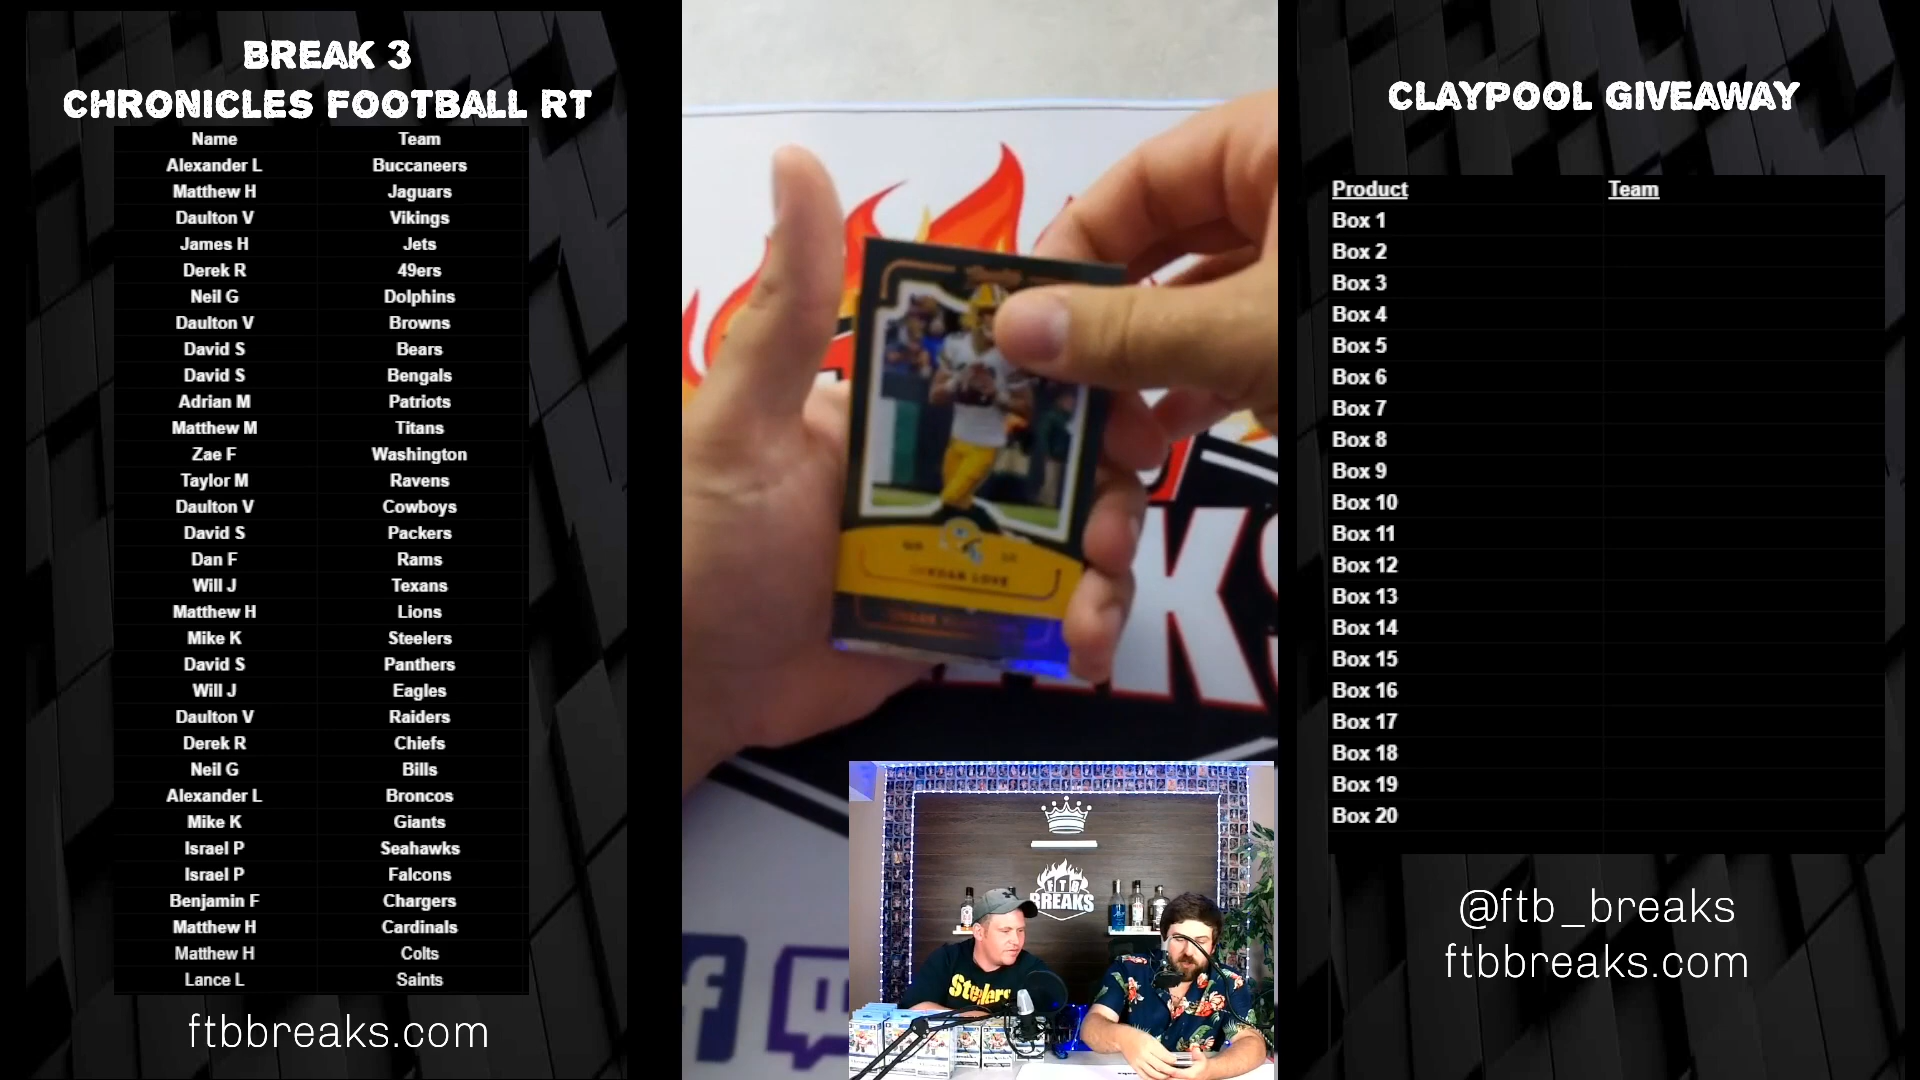 BREAK 3
CHRONICLES FOOTBALL RT
Name Team
Alexander L Buccaneers
Matthew H Jaguars
Daulton V Vikings
James H Jets
Derek R 49ers
Neil G Dolphins
Daulton V Browns
David S Bears
David S Bengals
Adrian M Patriots
Matthew M Titans
Zae F Washington
Taylor M Ravens
Daulton V Cowboys
David S Packers
Dan F Rams
Will J Texans
Matthew H Lions
Mike K Steelers
David S Panthers
Will J Eagles
Daulton V Raiders
Derek R Chiefs
Neil G Bills
Alexander L Broncos
Mike K Giants
Israel P Seahawks
Israel P Falcons
Benjamin F Chargers
Matthew H Cardinals
Matthew H Colts
Lance L Saints
ftbbreaks.com
LOVE
FTB
BREAKS
Steelers
CLAYPOOL GIVEAWAY
Product Team
Box 1
Box 2
Box 3
Box 4
Box 5
Box 6
Box 7
Box 8
Box 9
Box 10
Box 11
Box 12
Box 13
Box 14
Box 15
Box 16
Box 17
Box 18
Box 19
Box 20
@ftb_breaks
ftbbreaks.com